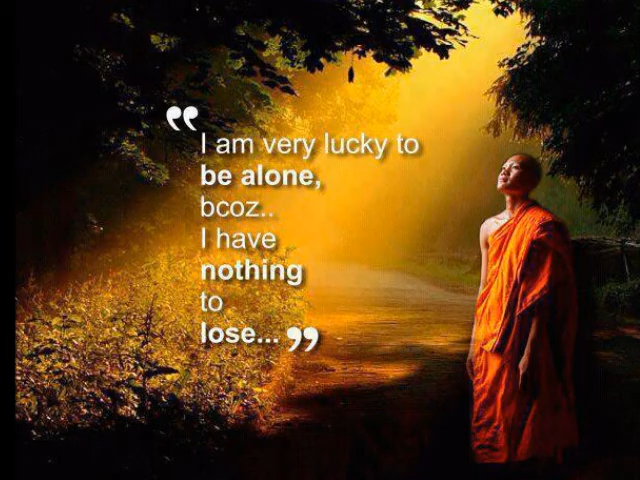 “I am very lucky to
be alone,
bcoz..
I have
nothing
to
lose...”